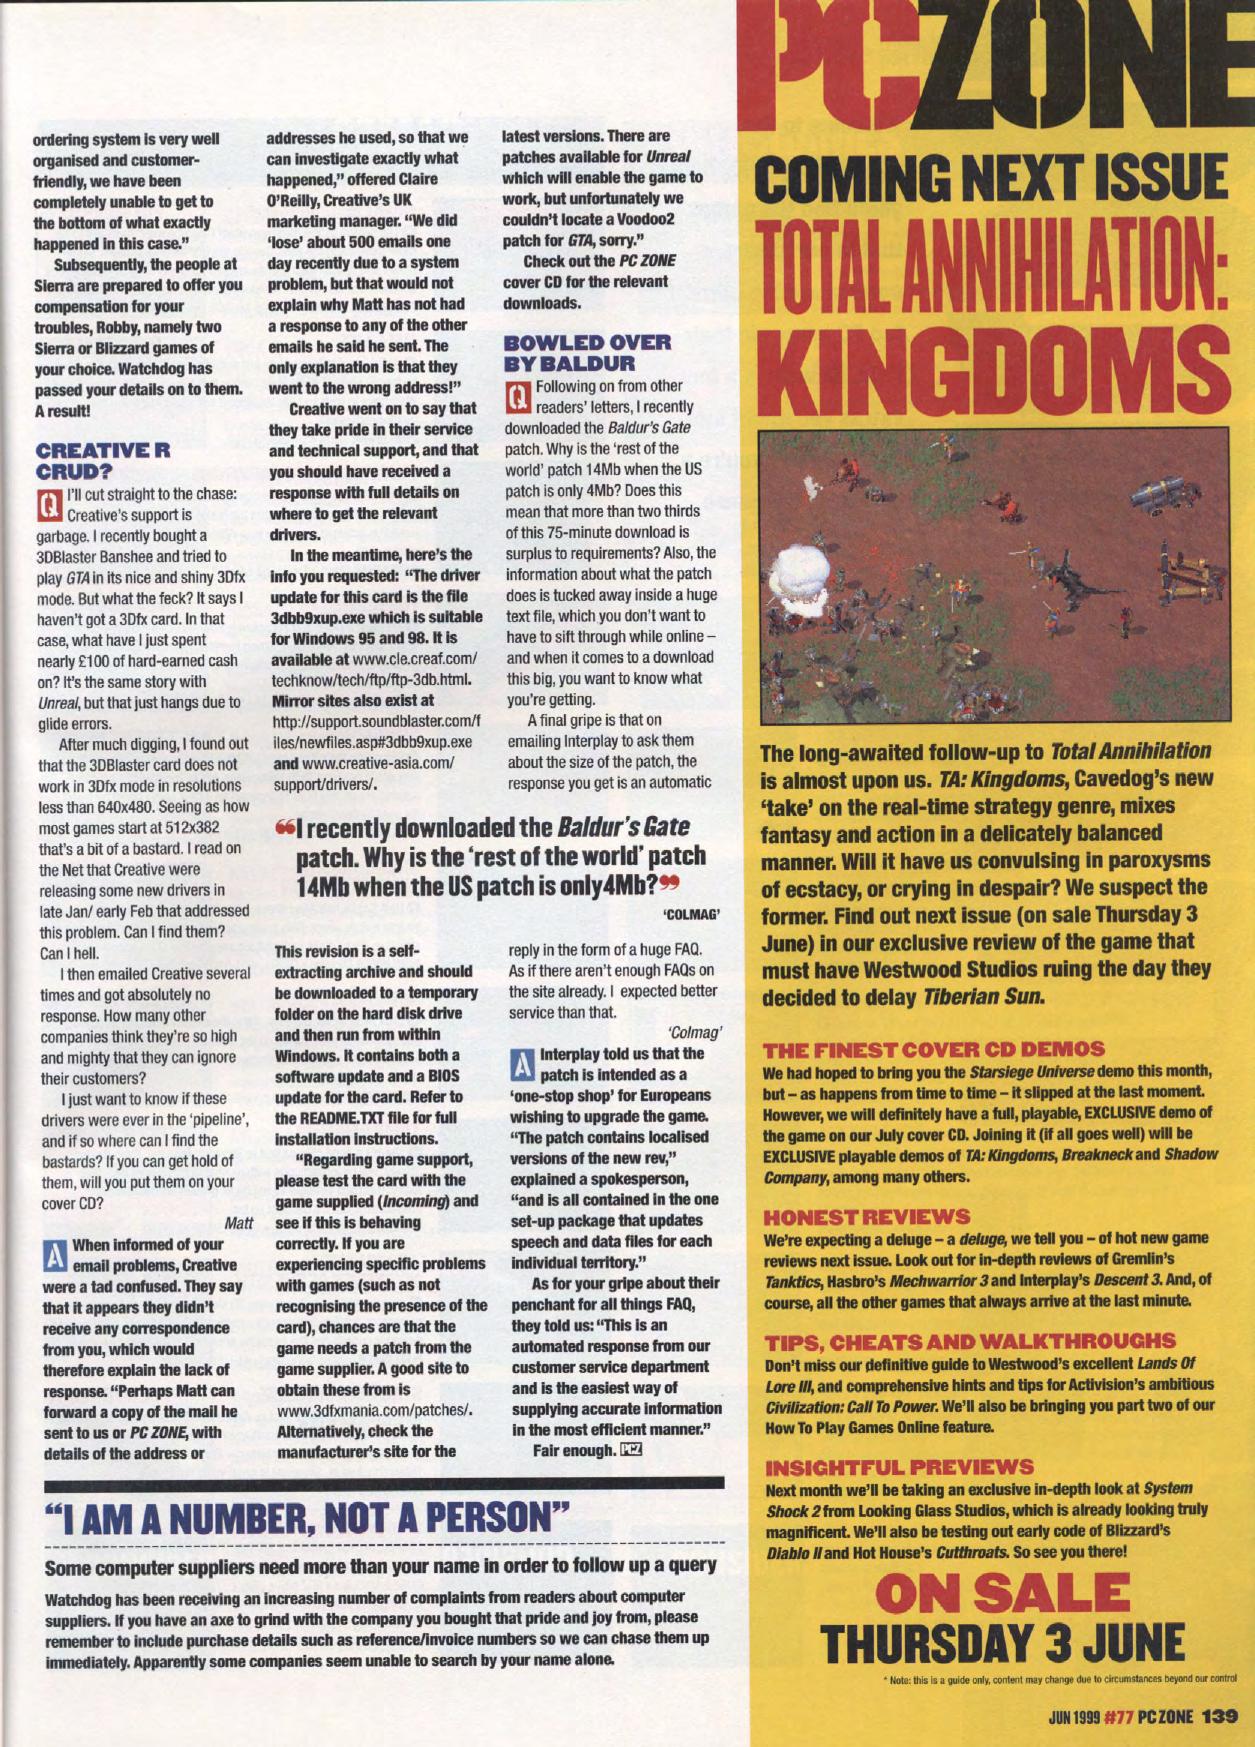 ordering system is very well
organised and customer-
friendly, we have been
completely unable to get to
the bottom of what exactly
happened in this case."
Subsequently, the people at
Sierra are prepared to offer you
compensation for your
troubles, Robby, namely two
Sierra or Blizzard games of
your choice. Watchdog has
passed your details on to them.
A result!
CREATIVE R
CRUD?
Q I'll cut straight to the chase:
Creative's support is
garbage. I recently bought a
3DBlaster Banshee and tried to
play GTA in its nice and shiny 3Dfx
mode. But what the feck? It says I
haven't got a 3Dfx card. In that
case, what have I just spent
nearly £100 of hard-earned cash
on? It's the same story with
Unreal, but that just hangs due to
glide errors.
After much digging, I found out
that the 3DBlaster card does not
work in 3Dfx mode in resolutions
less than 640x480. Seeing as how
most games start at 512x382
that's a bit of a bastard. I read on
the Net that Creative were
releasing some new drivers in
late Jan/ early Feb that addressed
this problem. Can I find them?
Can I hell.
I then emailed Creative several
times and got absolutely no
response. How many other
companies think they're so high
and mighty that they can ignore
their customers?
I just want to know if these
drivers were ever in the 'pipeline',
and if so where can I find the
bastards? If you can get hold of
them, will you put them on your
cover CD?
Matt
A When informed of your
email problems, Creative
were a tad confused. They say
that it appears they didn't
receive any correspondence
from you, which would
therefore explain the lack of
response. "Perhaps Matt can
forward a copy of the mail he
sent to us or PC ZONE, with
details of the address or
addresses he used, so that we
can investigate exactly what
happened," offered Claire
O'Reilly, Creative's UK
marketing manager. "We did
'lose' about 500 emails one
day recently due to a system
problem, but that would not
explain why Matt has not had
a response to any of the other
emails he said he sent. The
only explanation is that they
went to the wrong address!"
Creative went on to say that
they take pride in their service
and technical support, and that
you should have received a
response with full details on
where to get the relevant
drivers.
In the meantime, here's the
info you requested: "The driver
update for this card is the file
3dbb9xup.exe which is suitable
for Windows 95 and 98. It is
available at www.cle.creaf.com/
techknow/tech/ftp/ftp-3db.html.
Mirror sites also exist at
http://support.soundblaster.com/f
iles/newfiles.asp#3dbb9xup.exe
and www.creative-asia.com/
support/drivers/.
This revision is a self-
extracting archive and should
be downloaded to a temporary
folder on the hard disk drive
and then run from within
Windows. It contains both a
software update and a BIOS
update for the card. Refer to
the README.TXT file for full
installation instructions.
"Regarding game support,
please test the card with the
game supplied (Incoming) and
see if this is behaving
correctly. If you are
experiencing specific problems
with games (such as not
recognising the presence of the
card), chances are that the
game needs a patch from the
game supplier. A good site to
obtain these from is
www.3dfxmania.com/patches/.
Alternatively, check the
manufacturer's site for the
latest versions. There are
patches available for Unreal
which will enable the game to
work, but unfortunately we
couldn't locate a Voodoo2
patch for GTA, sorry."
Check out the PC ZONE
cover CD for the relevant
downloads.
BOWLED OVER
BY BALDUR
Q Following on from other
readers' letters, I recently
downloaded the Baldur's Gate
patch. Why is the 'rest of the
world' patch 14Mb when the US
patch is only 4Mb? Does this
mean that more than two thirds
of this 75-minute download is
surplus to requirements? Also, the
information about what the patch
does is tucked away inside a huge
text file, which you don't want to
have to sift through while online –
and when it comes to a download
this big, you want to know what
you're getting.
A final gripe is that on
emailing Interplay to ask them
about the size of the patch, the
response you get is an automatic
reply in the form of a huge FAQ.
As if there aren't enough FAQs on
the site already. I expected better
service than that.
'Colmag'
A Interplay told us that the
patch is intended as a
'one-stop shop' for Europeans
wishing to upgrade the game.
"The patch contains localised
versions of the new rev,"
explained a spokesperson,
"and is all contained in the one
set-up package that updates
speech and data files for each
individual territory."
As for your gripe about their
penchant for all things FAQ,
they told us: "This is an
automated response from our
customer service department
and is the easiest way of
supplying accurate information
in the most efficient manner."
Fair enough. PCZ
"I recently downloaded the Baldur's Gate
patch. Why is the 'rest of the world' patch
14Mb when the US patch is only4Mb?"
'COLMAG'
"I AM A NUMBER, NOT A PERSON"
Some computer suppliers need more than your name in order to follow up a query
Watchdog has been receiving an increasing number of complaints from readers about computer
suppliers. If you have an axe to grind with the company you bought that pride and joy from, please
remember to include purchase details such as reference/invoice numbers so we can chase them up
immediately. Apparently some companies seem unable to search by your name alone.
PCZONE
COMING NEXT ISSUE
TOTAL ANNIHILATION:
KINGDOMS
The long-awaited follow-up to Total Annihilation
is almost upon us. TA: Kingdoms, Cavedog's new
'take' on the real-time strategy genre, mixes
fantasy and action in a delicately balanced
manner. Will it have us convulsing in paroxysms
of ecstacy, or crying in despair? We suspect the
former. Find out next issue (on sale Thursday 3
June) in our exclusive review of the game that
must have Westwood Studios ruing the day they
decided to delay Tiberian Sun.
THE FINEST COVER CD DEMOS
We had hoped to bring you the Starsiege Universe demo this month,
but – as happens from time to time – it slipped at the last moment.
However, we will definitely have a full, playable, EXCLUSIVE demo of
the game on our July cover CD. Joining it (if all goes well) will be
EXCLUSIVE playable demos of TA: Kingdoms, Breakneck and Shadow
Company, among many others.
HONEST REVIEWS
We're expecting a deluge – a deluge, we tell you – of hot new game
reviews next issue. Look out for in-depth reviews of Gremlin's
Tanktics, Hasbro's Mechwarrior 3 and Interplay's Descent 3. And, of
course, all the other games that always arrive at the last minute.
TIPS, CHEATS AND WALKTHROUGHS
Don't miss our definitive guide to Westwood's excellent Lands Of
Lore III, and comprehensive hints and tips for Activision's ambitious
Civilization: Call To Power. We'll also be bringing you part two of our
How To Play Games Online feature.
INSIGHTFUL PREVIEWS
Next month we'll be taking an exclusive in-depth look at System
Shock 2 from Looking Glass Studios, which is already looking truly
magnificent. We'll also be testing out early code of Blizzard's
Diablo II and Hot House's Cutthroats. So see you there!
ON SALE
THURSDAY 3 JUNE
* Note: this is a guide only, content may change due to circumstances beyond our control
JUN 1999 #77 PC ZONE 139